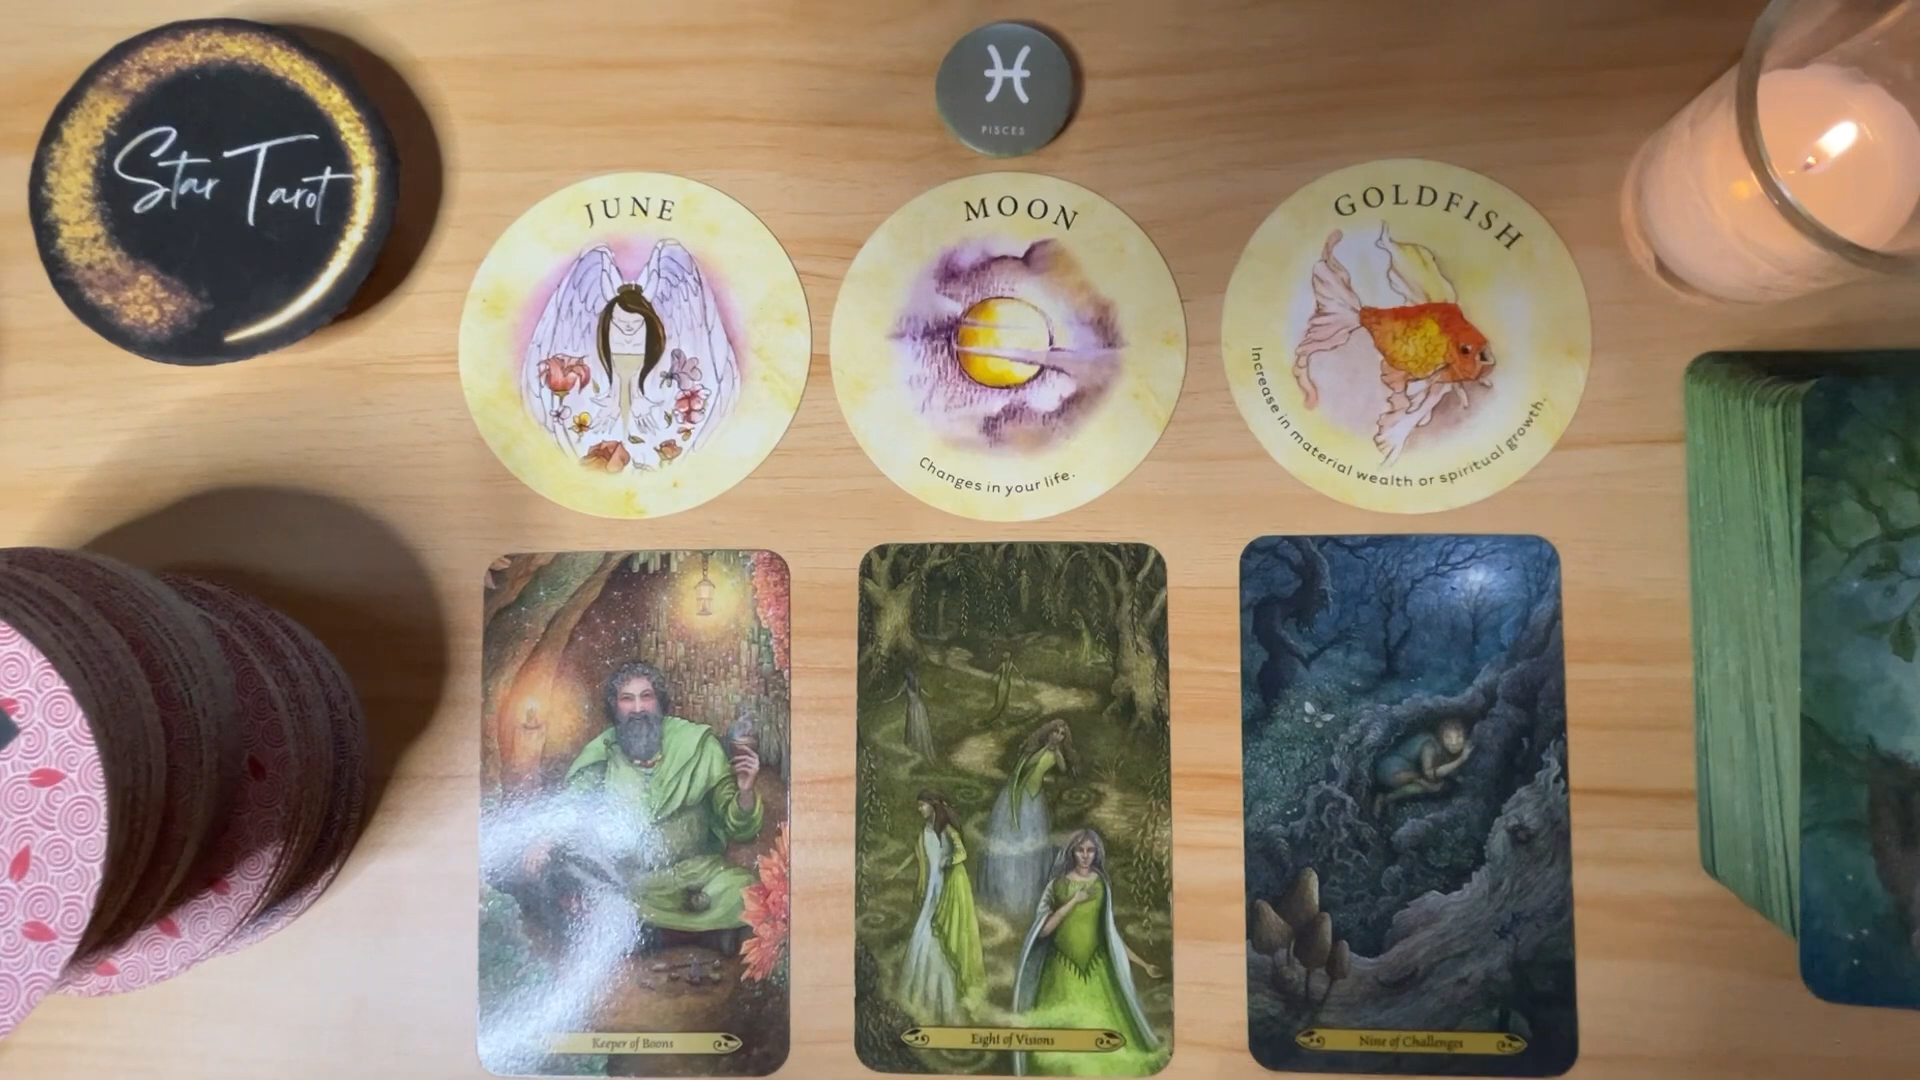 Star Tarot
PISCES
JUNE
MOON
Changes in your life.
GOLDFISH
Increase in material wealth or spiritual growth.
Keeper of Boons
Eight of Visions
Nine of Challenges